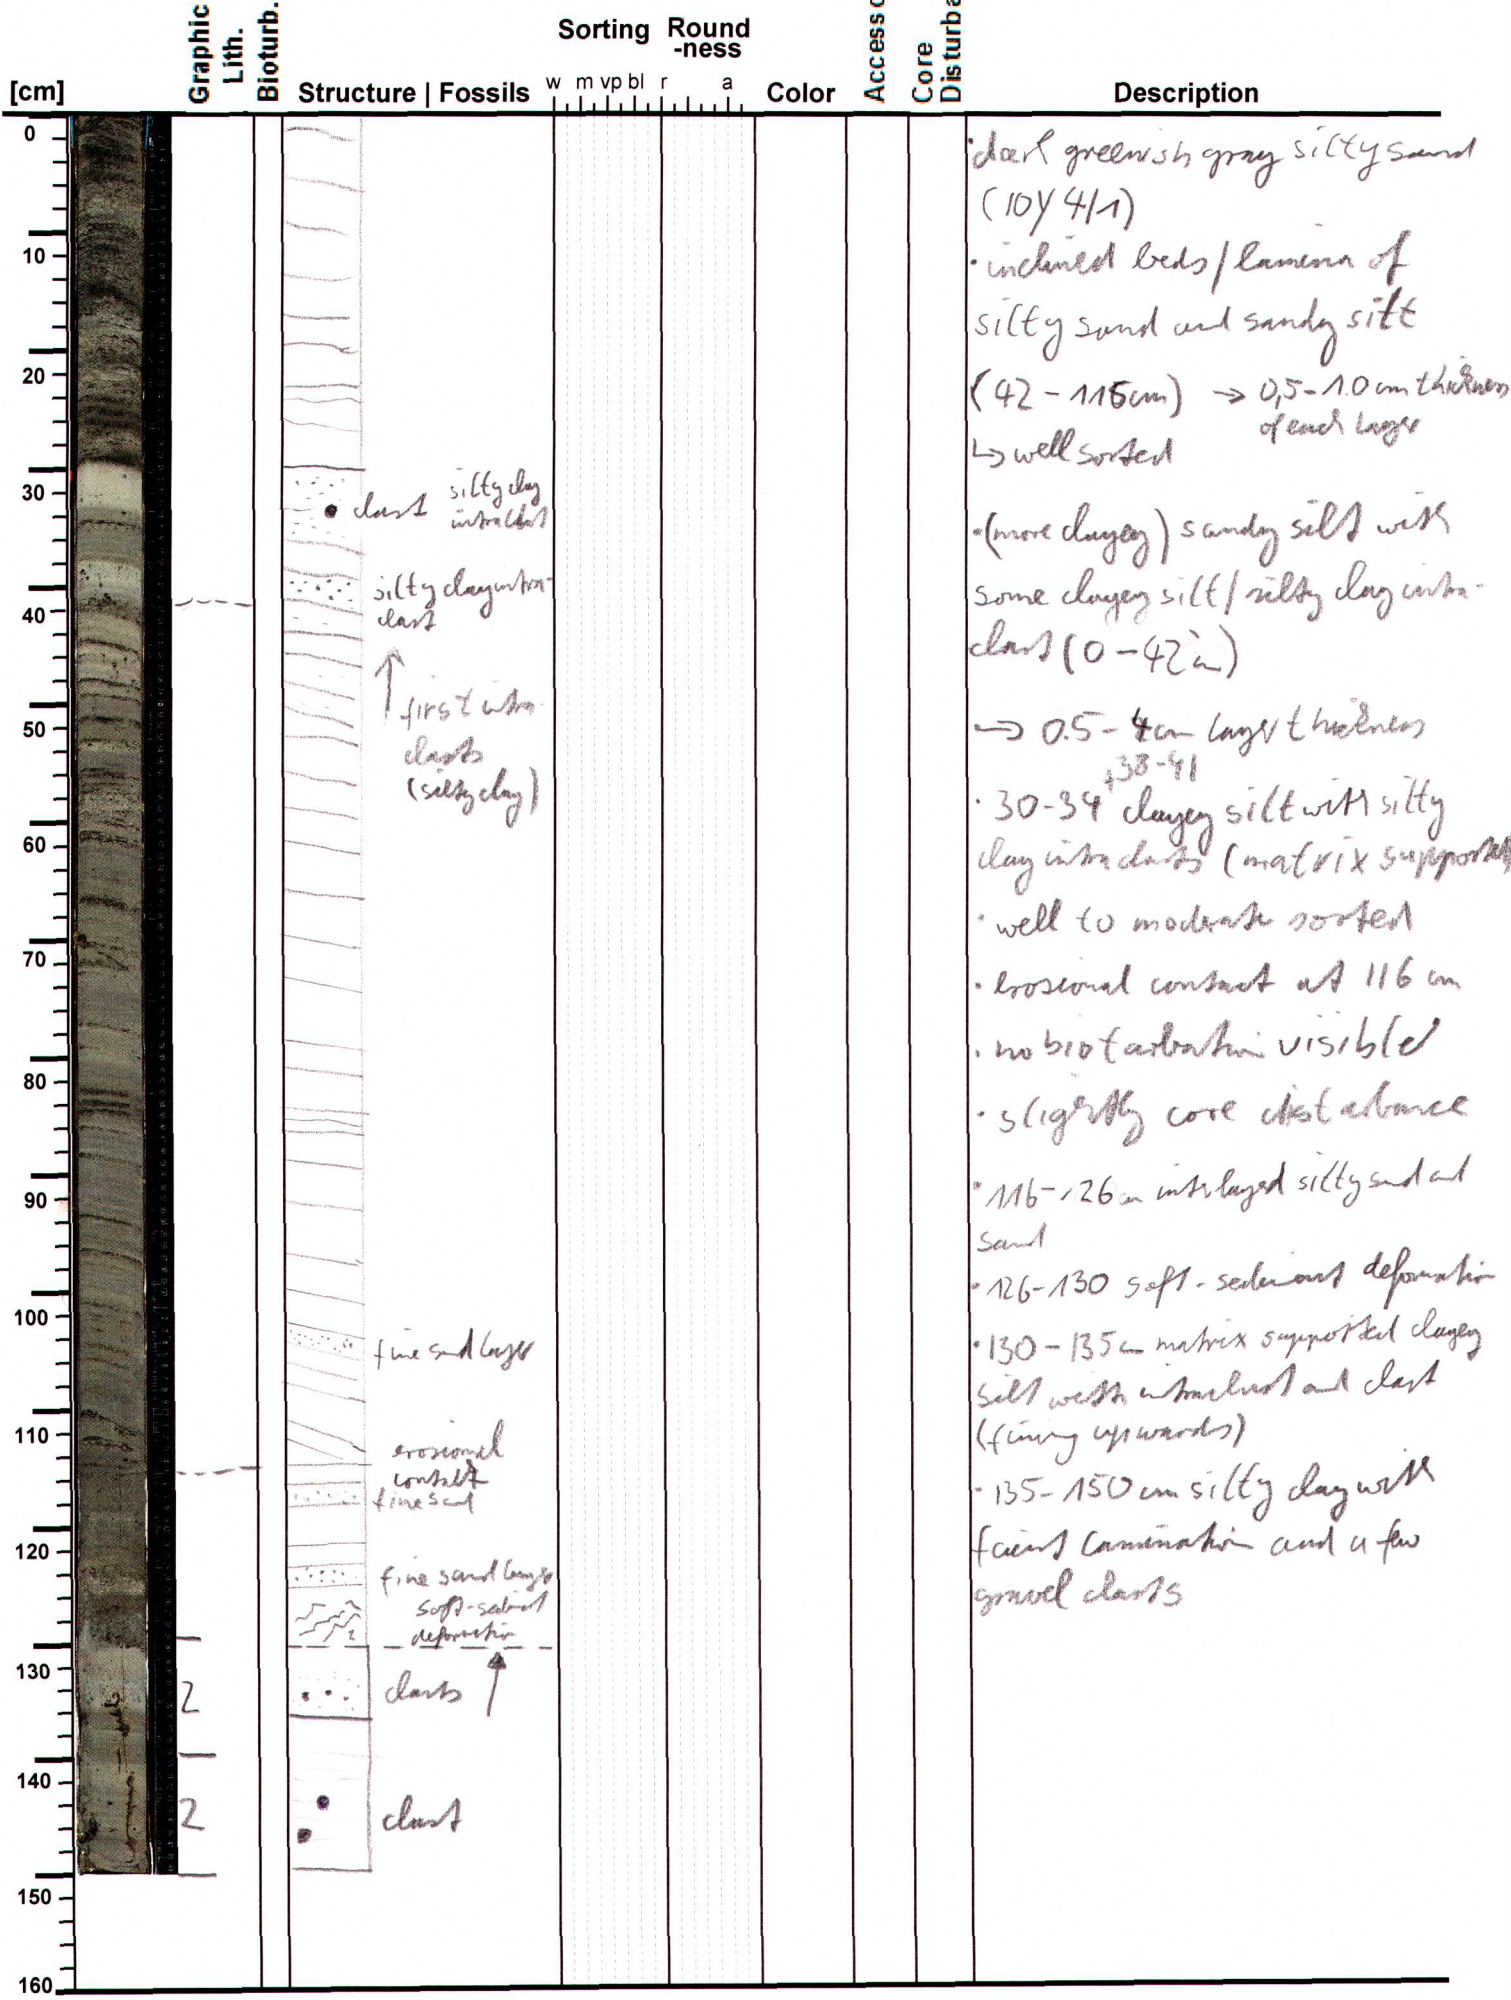 [cm]
Graphic
Lith.
Bioturb.
Structure | Fossils
Sorting
w m vp bl
Round
-ness
r a
Color
Core
Description
0
10
20
30
40
50
60
70
80
90
100
110
120
130
140
150
160
2
2
clast silty clay
intraclast
silty clay intra-
clast
first intra-
clasts
(silty clay)
fine sand layer
erosional
contact
fine sand
fine sand layer
soft-sediment
deformation
clasts
clast
· dark greenish gray silty sand
(10Y 4/1)
· inclined beds/lamina of
silty sand and sandy silt
(42-116cm) → 0,5-1.0 cm thickness
of each layer
↳ well sorted
· (more clayey) sandy silt with
some clayey silt/silty clay intra-
clast (0-42cm)
→ 0.5-4cm layer thickness
+38-41
· 30-34 clayey silt with silty
clay intraclasts (matrix supported)
· well to moderate sorted
· erosional contact at 116 cm
· no bioturbation visible
· slightly core disturbance
· 116-126cm interlayed silty sand and
sand
· 126-130 soft-sediment deformation
· 130-135cm matrix supported clayey
silt with intraclast and clast
(fining upwards)
· 135-150 cm silty clay with
faint lamination and a few
gravel clasts